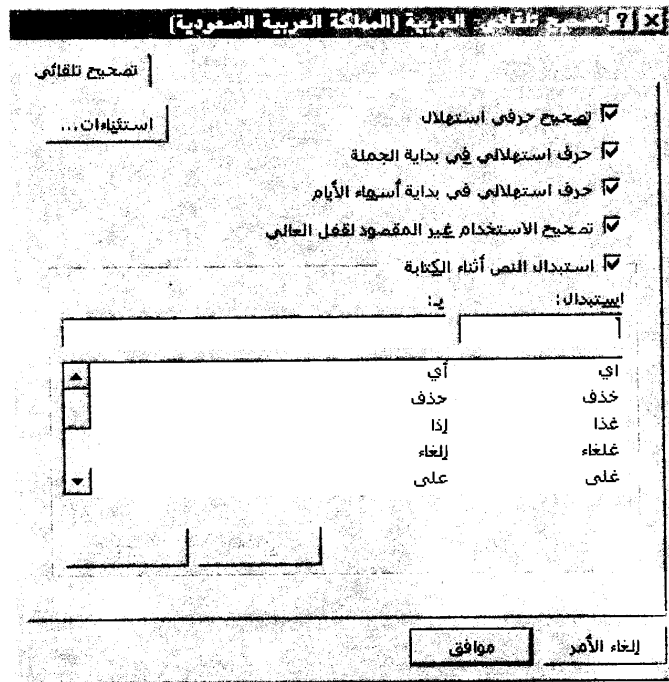 تصحيح تلقائي: العربية (المملكة العربية السعودية)
تصحيح تلقائي
استثناءات...
تصحيح حرفي استهلال
حرف استهلالي في بداية الجملة
حرف استهلالي في بداية أسماء الأيام
تصحيح الاستخدام غير المقصود لقفل العالي
استبدال النص أثناء الكتابة
استبدال: بـ:
اي أي
خذف حذف
غذا إذا
غلغاء إلغاء
غلى على
إلغاء الأمر موافق